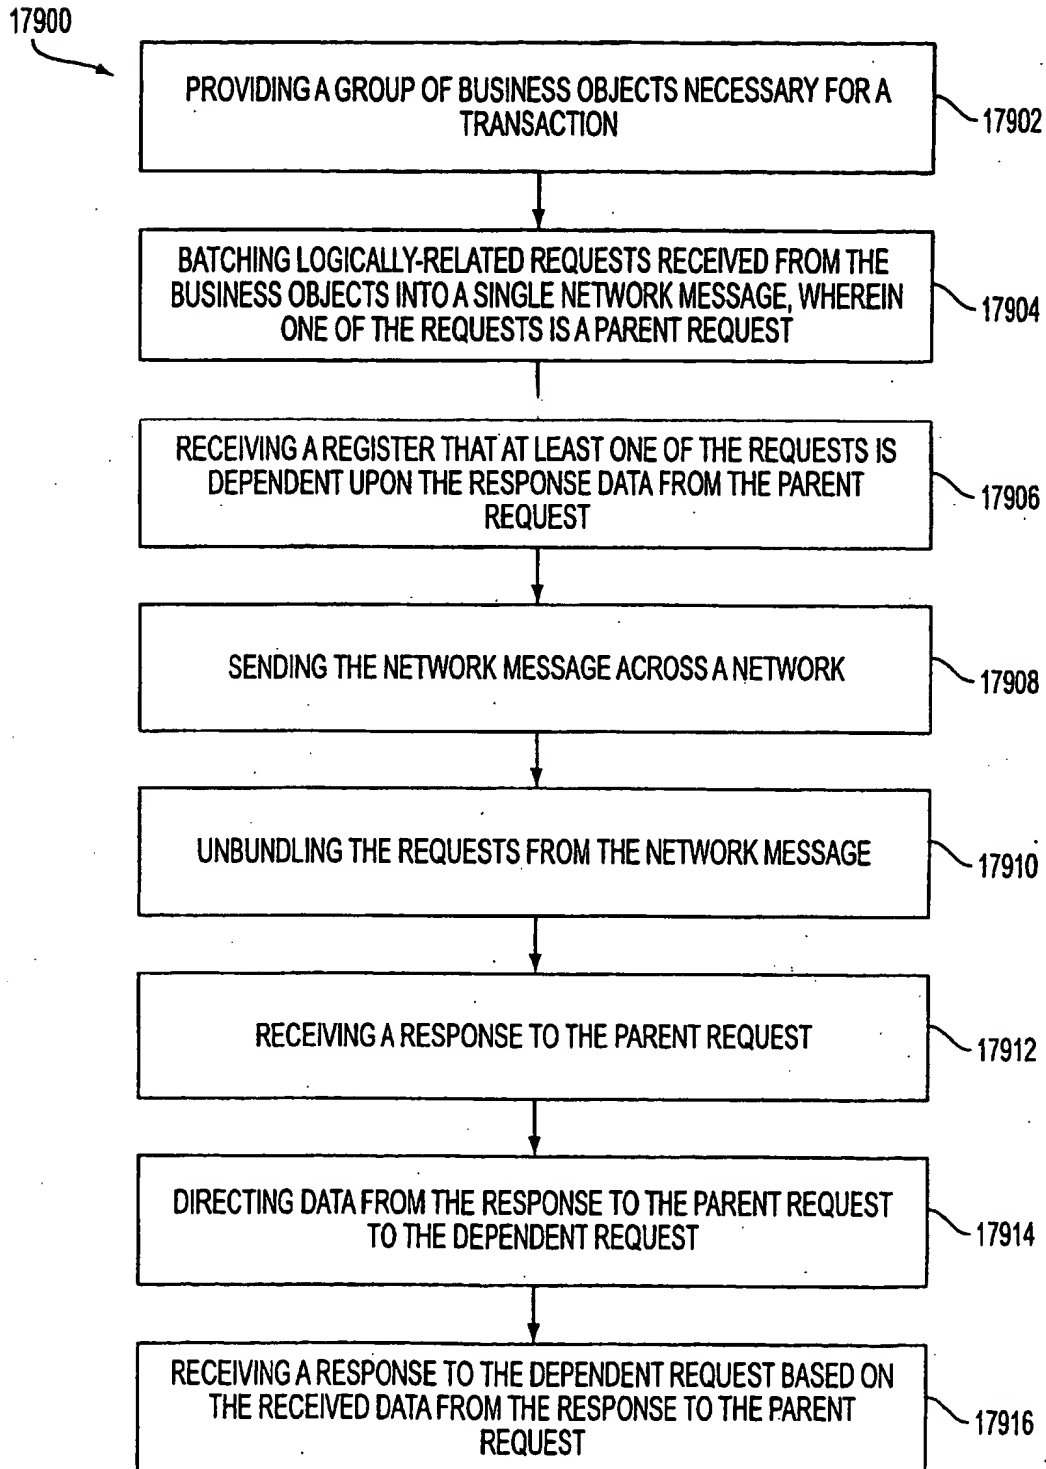 17900
PROVIDING A GROUP OF BUSINESS OBJECTS NECESSARY FOR A
TRANSACTION
17902
BATCHING LOGICALLY-RELATED REQUESTS RECEIVED FROM THE
BUSINESS OBJECTS INTO A SINGLE NETWORK MESSAGE, WHEREIN
ONE OF THE REQUESTS IS A PARENT REQUEST
17904
RECEIVING A REGISTER THAT AT LEAST ONE OF THE REQUESTS IS
DEPENDENT UPON THE RESPONSE DATA FROM THE PARENT
REQUEST
17906
SENDING THE NETWORK MESSAGE ACROSS A NETWORK
17908
UNBUNDLING THE REQUESTS FROM THE NETWORK MESSAGE
17910
RECEIVING A RESPONSE TO THE PARENT REQUEST
17912
DIRECTING DATA FROM THE RESPONSE TO THE PARENT REQUEST
TO THE DEPENDENT REQUEST
17914
RECEIVING A RESPONSE TO THE DEPENDENT REQUEST BASED ON
THE RECEIVED DATA FROM THE RESPONSE TO THE PARENT
REQUEST
17916